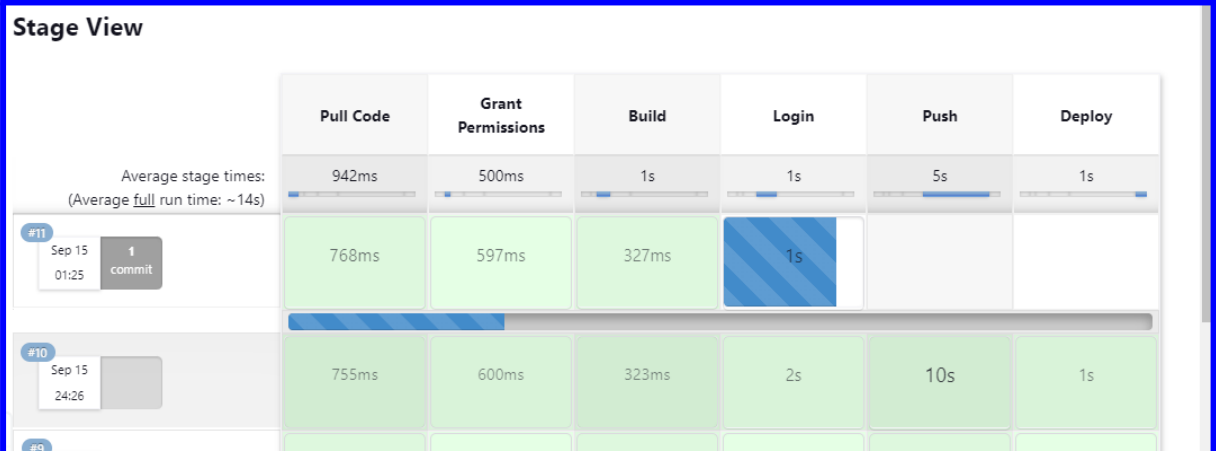 Stage View
Pull Code
Grant
Permissions
Build
Login
Push
Deploy
Average stage times:
(Average full run time: ~14s)
942ms
500ms
1s
1s
5s
1s
#11
Sep 15
01:25
1
commit
768ms
597ms
327ms
1s
#10
Sep 15
24:26
755ms
600ms
323ms
2s
10s
1s
#9